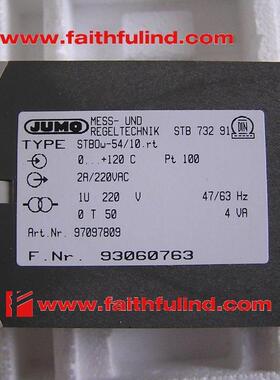 www.faithfulind.com
JUMO MESS- UND REGELTECHNIK STB 732 91 DIN
TYPE STBOw-54/10.rt
0...+120 C Pt 100
2A/220VAC
1U 220 V 47/63 Hz
0 T 50 4 VA
Art.Nr. 97097809
F.Nr. 93060763
www.faithfulind.com